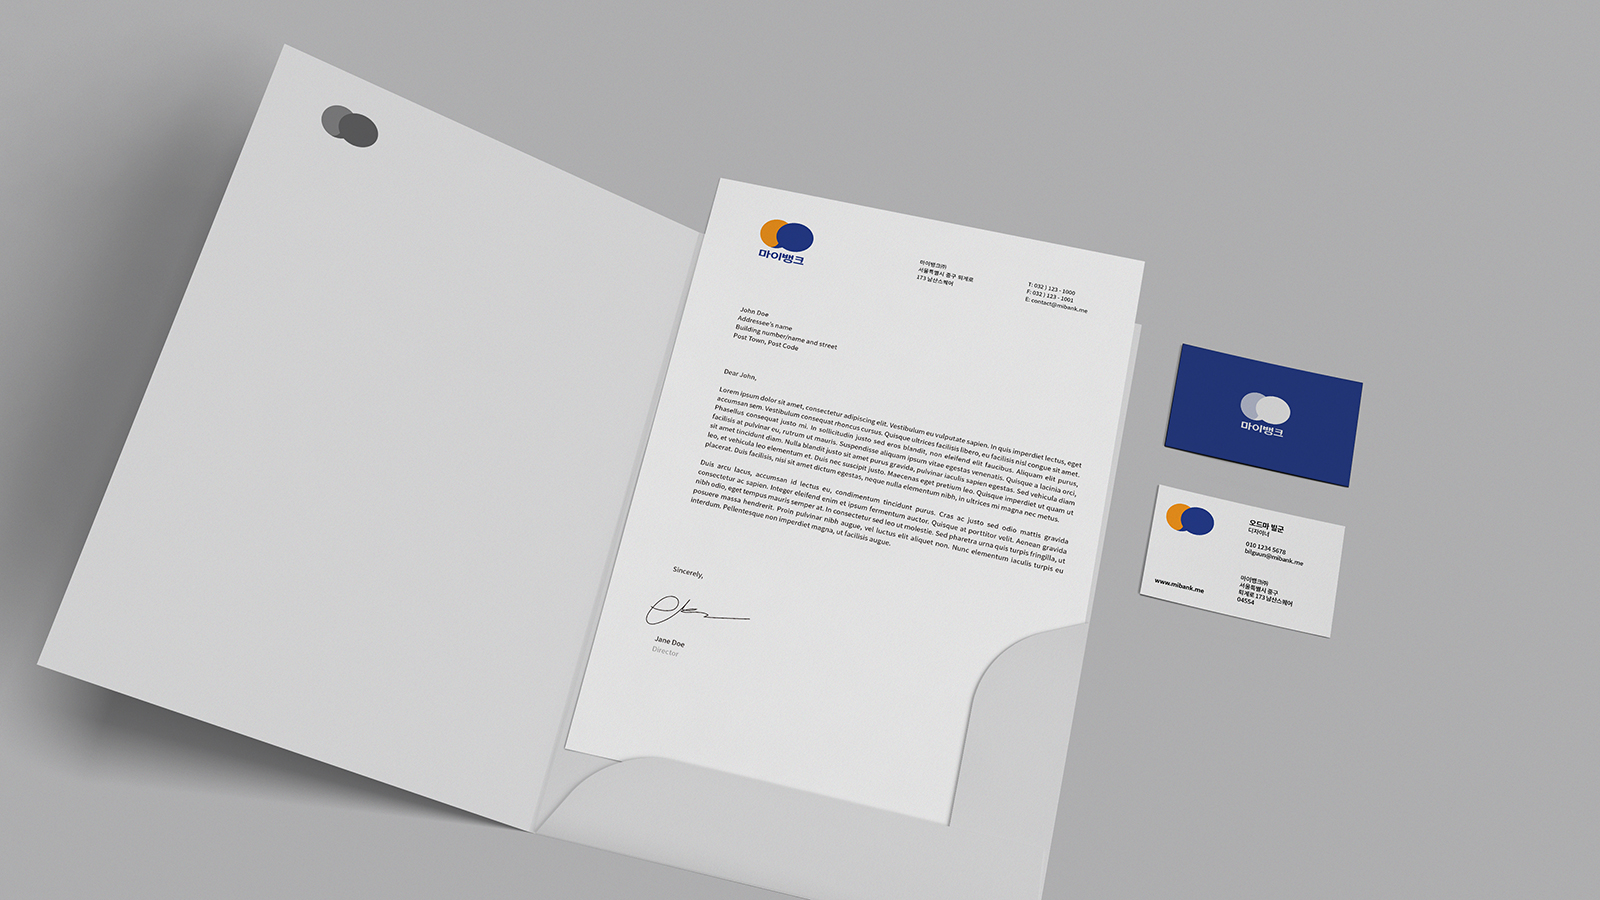 마이뱅크
마이뱅크㈜
서울특별시 중구 퇴계로
173 남산스퀘어
T: 032 ) 123 - 1000
F: 032 ) 123 - 1001
E: contact@mibank.me
John Doe
Addressee's name
Building number/name and street
Post Town, Post Code
Dear John,
Lorem ipsum dolor sit amet, consectetur adipiscing elit. Vestibulum eu vulputate sapien. In quis imperdiet lectus, eget
accumsan sem. Vestibulum consequat rhoncus cursus. Quisque ultrices facilisis libero, eu facilisis nisl congue sit amet.
Phasellus consequat justo mi. In sollicitudin justo sed eros blandit, non eleifend elit faucibus. Aliquam elit purus,
facilisis at pulvinar eu, rutrum ut mauris. Suspendisse aliquam ipsum vitae egestas venenatis. Quisque a lacinia orci,
sit amet tincidunt diam. Nulla blandit justo sit amet purus gravida, pulvinar iaculis sapien egestas. Sed vehicula diam
leo, et vehicula leo elementum et. Duis nec suscipit justo. Maecenas eget pretium leo. Quisque imperdiet ut quam ut
placerat. Duis facilisis, nisi sit amet dictum egestas, neque nulla elementum nibh, in ultrices mi magna nec metus.
Duis arcu lacus, accumsan id lectus eu, condimentum tincidunt purus. Cras ac justo sed odio mattis gravida
consectetur ac sapien. Integer eleifend enim et ipsum fermentum auctor. Quisque at porttitor velit. Aenean gravida
nibh odio, eget tempus mauris semper at. In consectetur sed leo ut molestie. Sed pharetra urna quis turpis fringilla, ut
posuere massa hendrerit. Proin pulvinar nibh augue, vel luctus elit aliquet non. Nunc elementum iaculis turpis eu
interdum. Pellentesque non imperdiet magna, ut facilisis augue.
Sincerely,
Jane Doe
Director
마이뱅크
오드마 빌군
디자이너
010 1234 5678
bilguun@mibank.me
www.mibank.me
마이뱅크㈜
서울특별시 중구
퇴계로 173 남산스퀘어
04554